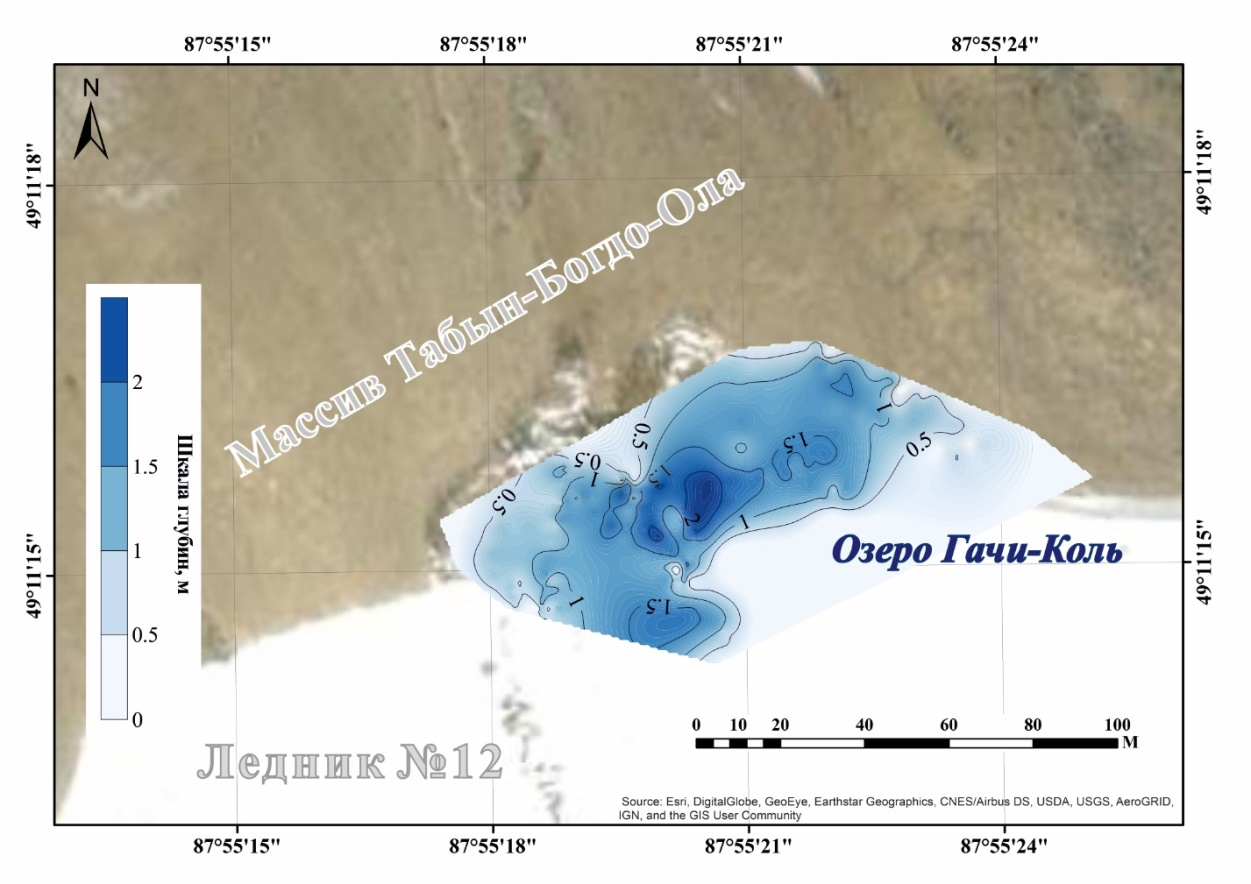 87°55'15" 87°55'18" 87°55'21" 87°55'24"
N
49°11'18" 49°11'18"
Массив Табын-Богдо-Ола
2
1.5
1
0.5
0
Шкала глубин, м
0.5
0.5
0.5
1
1.5
2
1
1.5
1
0.5
1
1.5
Озеро Гачи-Коль
49°11'15" 49°11'15"
0 10 20 40 60 80 100
М
Ледник №12
Source: Esri, DigitalGlobe, GeoEye, Earthstar Geographics, CNES/Airbus DS, USDA, USGS, AeroGRID,
IGN, and the GIS User Community
87°55'15" 87°55'18" 87°55'21" 87°55'24"